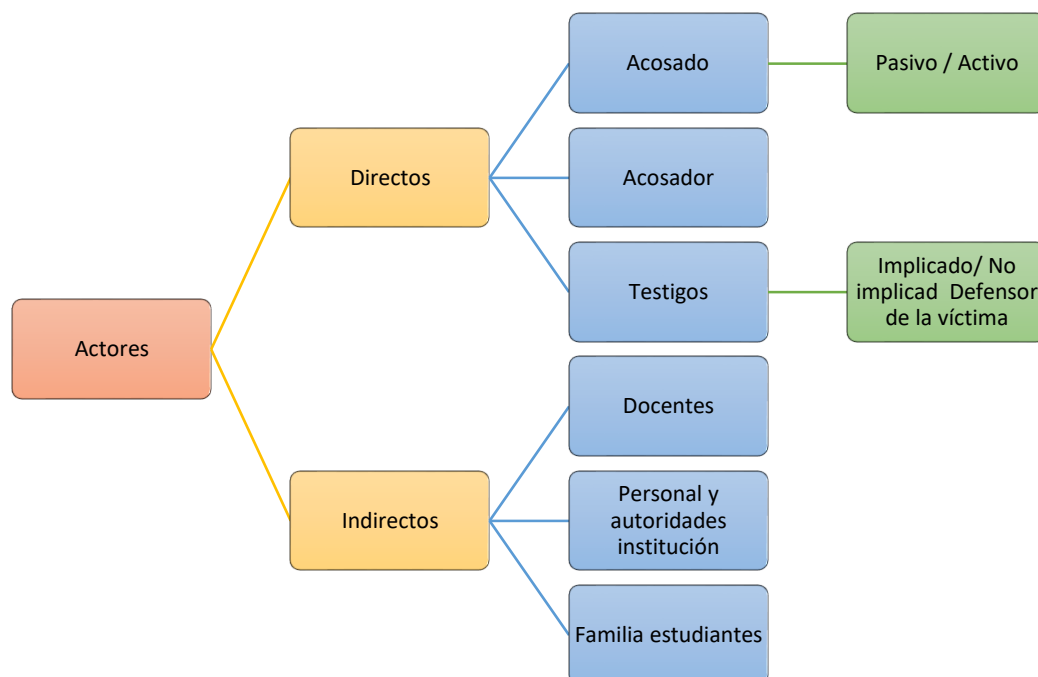 Acosado
Pasivo / Activo
Directos
Acosador
Testigos
Implicado/ No
implicad Defensor
de la víctima
Actores
Docentes
Indirectos
Personal y
autoridades
institución
Familia estudiantes